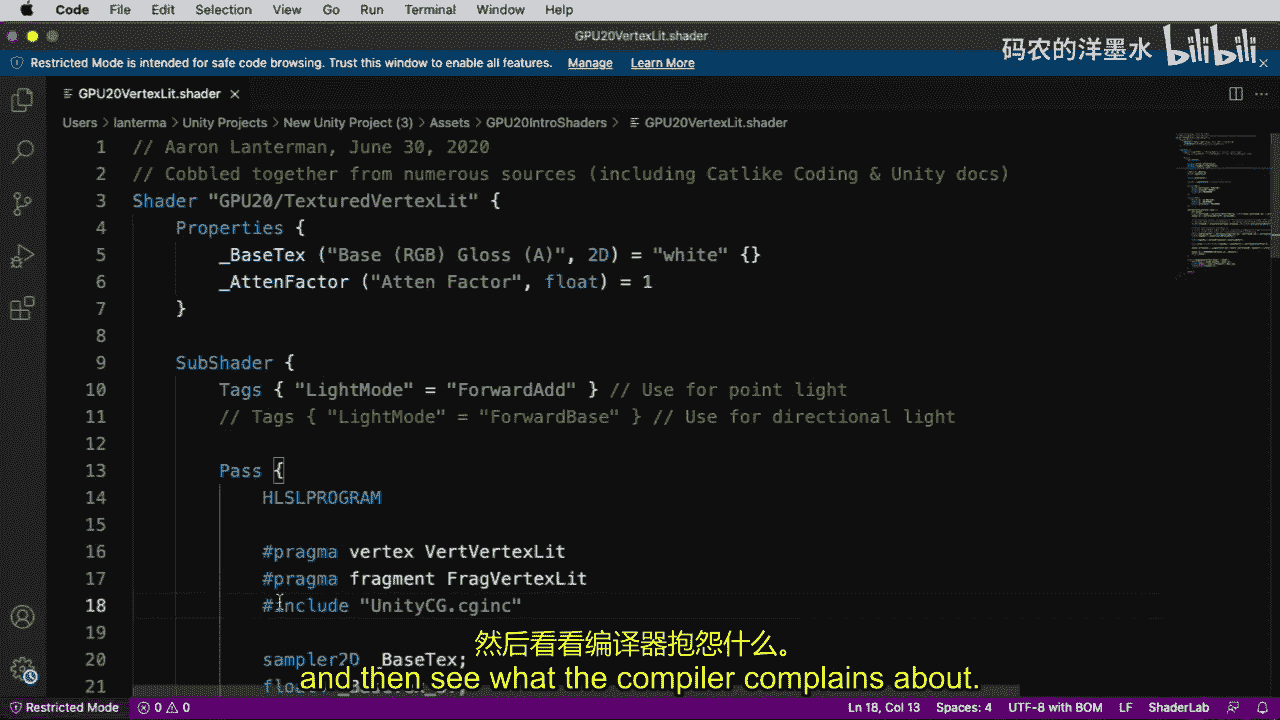 Code File Edit Selection View Go Run Terminal Window Help
GPU20VertexLit.shader
码农的洋墨水 bilibili
Restricted Mode is intended for safe code browsing. Trust this window to enable all features. Manage Learn More
GPU20VertexLit.shader
Users > lanterma > Unity Projects > New Unity Project (3) > Assets > GPU20IntroShaders > GPU20VertexLit.shader
1 // Aaron Lanterman, June 30, 2020
2 // Cobbled together from numerous sources (including Catlike Coding & Unity docs)
3 Shader "GPU20/TexturedVertexLit" {
4 Properties {
5 _BaseTex ("Base (RGB) Gloss (A)", 2D) = "white" {}
6 _AttenFactor ("Atten Factor", float) = 1
7 }
8
9 SubShader {
10 Tags { "LightMode" = "ForwardAdd" } // Use for point light
11 // Tags { "LightMode" = "ForwardBase" } // Use for directional light
12
13 Pass {
14 HLSLPROGRAM
15
16 #pragma vertex VertVertexLit
17 #pragma fragment FragVertexLit
18 #include "UnityCG.cginc"
19
20 sampler2D _BaseTex;
21
然后看看编译器抱怨什么。
and then see what the compiler complains about.
Restricted Mode 0 0 Ln 18, Col 13 Spaces: 4 UTF-8 with BOM LF ShaderLab